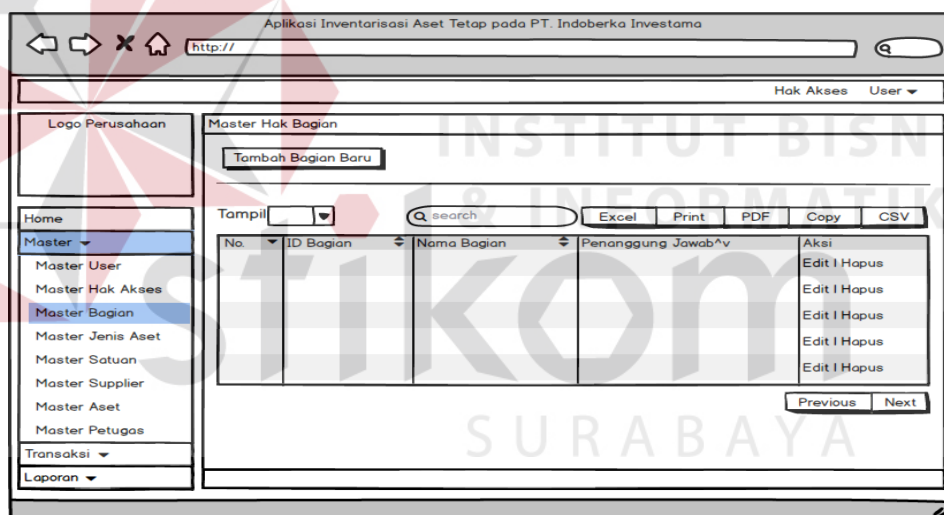 Aplikasi Inventarisasi Aset Tetap pada PT. Indoberka Investama
http://
Hak Akses User
Logo Perusahaan
Master Hak Bagian
INSTITUT BISN
Tambah Bagian Baru
& INFORMATIK
Tampil
search
Excel Print PDF Copy CSV
Home
Master
Master User
Master Hak Akses
Master Bagian
Master Jenis Aset
Master Satuan
Master Supplier
Master Aset
Master Petugas
Transaksi
Laporan
No. ID Bagian Nama Bagian Penanggung Jawab^v Aksi
Edit I Hapus
Edit I Hapus
Edit I Hapus
Edit I Hapus
Edit I Hapus
stikom
Previous Next
SURABAYA